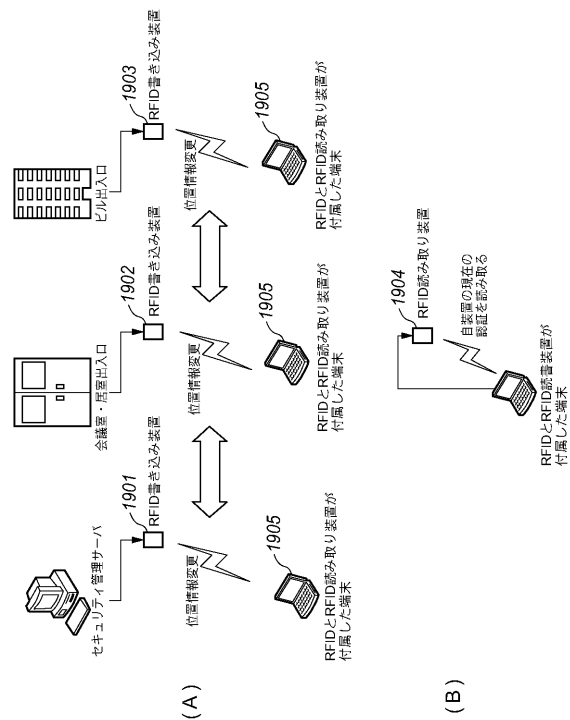 (A)
セキュリティ管理サーバ
1901
RFID書き込み装置
位置情報変更
RFIDとRFID読み取り装置が
付属した端末
1905
会議室・居室出入口
1902
RFID書き込み装置
位置情報変更
RFIDとRFID読み取り装置が
付属した端末
1905
ビル出入口
1903
RFID書き込み装置
位置情報変更
RFIDとRFID読み取り装置が
付属した端末
1905
(B)
1904
RFID読み取り装置
自装置の現在の
認証を読み取る
RFIDとRFID読書装置が
付属した端末